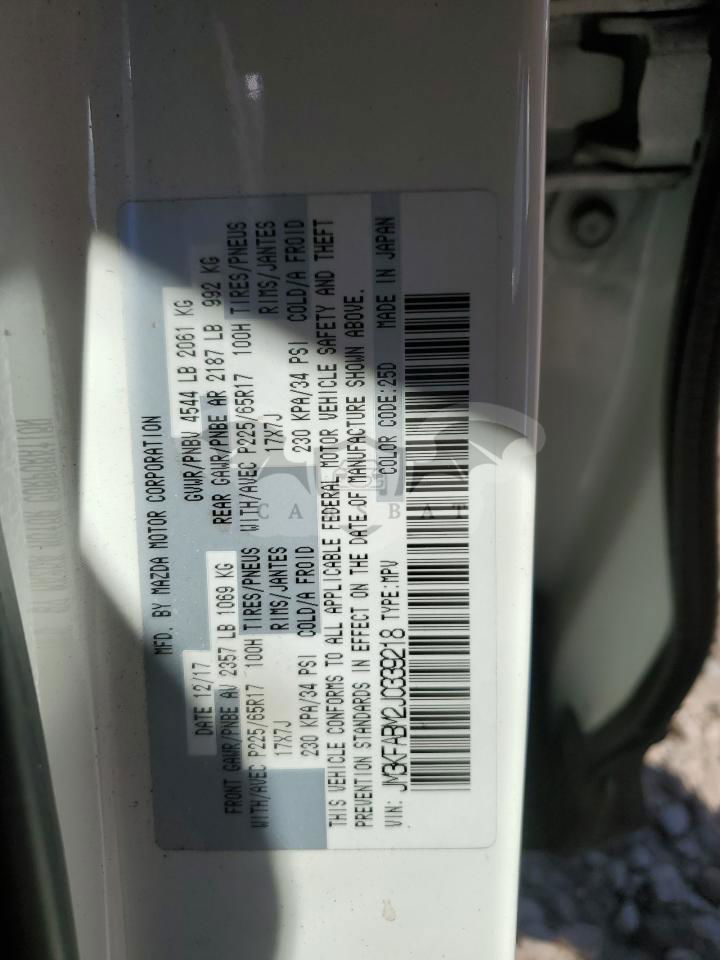 MFD. BY MAZDA MOTOR CORPORATION
DATE 12/17 GVWR/PNBV 4544 LB 2061 KG
FRONT GAWR/PNBE AV 2357 LB 1069 KG REAR GAWR/PNBE AR 2187 LB 992 KG
WITH/AVEC P225/65R17 100H TIRES/PNEUS WITH/AVEC P225/65R17 100H TIRES/PNEUS
17X7J RIMS/JANTES 17X7J RIMS/JANTES
230 KPA/34 PSI COLD/A FROID 230 KPA/34 PSI COLD/A FROID
THIS VEHICLE CONFORMS TO ALL APPLICABLE FEDERAL MOTOR VEHICLE SAFETY AND THEFT
PREVENTION STANDARDS IN EFFECT ON THE DATE OF MANUFACTURE SHOWN ABOVE.
VIN: JM3KFABM2J0339218 TYPE:MPV COLOR CODE:25D MADE IN JAPAN
CARSBAT